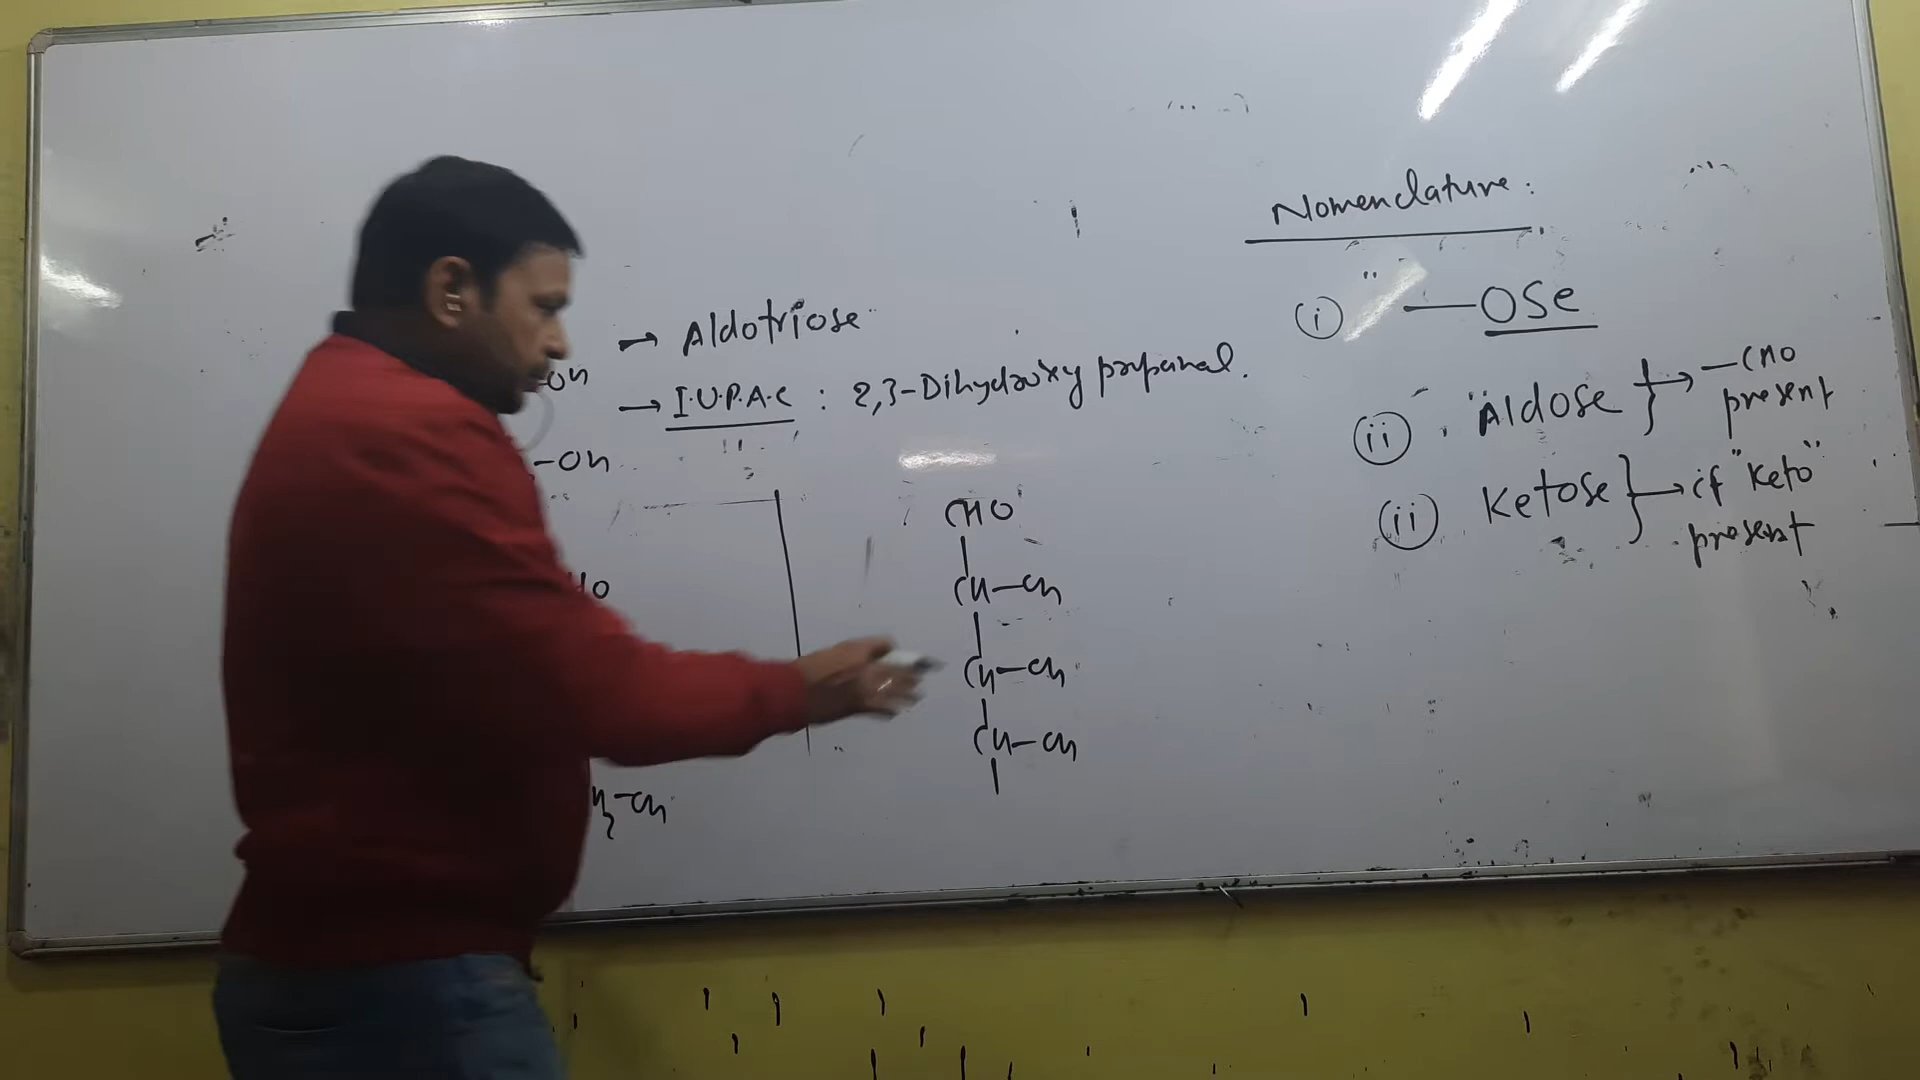 Nomenclature :
(i) " — OSe
(ii) "Aldose } → —CHO
present
(ii) Ketose } → if "Keto"
present
→ Aldotriose
→ I.U.P.A.C : 2,3-Dihydroxy propanal.
-OH
-OH
HO
-OH
CHO
CH—OH
CH—OH
CH—OH